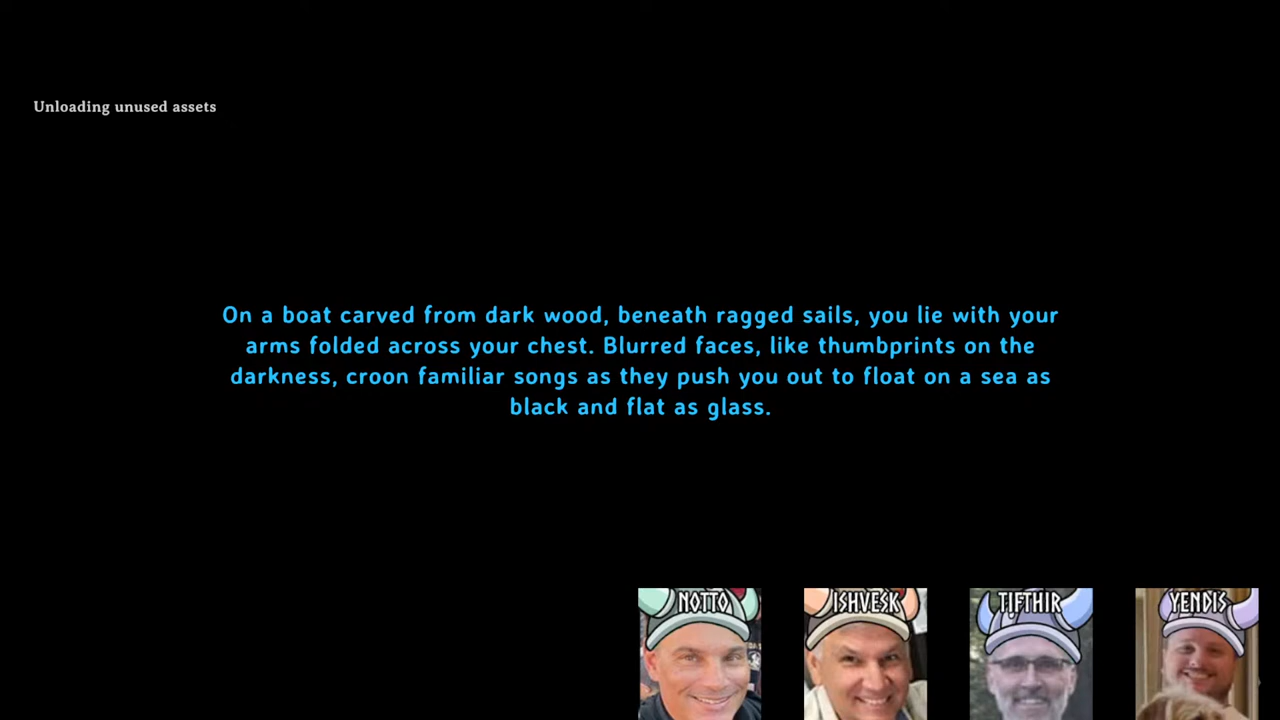 Unloading unused assets
On a boat carved from dark wood, beneath ragged sails, you lie with your
arms folded across your chest. Blurred faces, like thumbprints on the
darkness, croon familiar songs as they push you out to float on a sea as
black and flat as glass.
NOTTO ISHVESK TJFTHIR YENDIS